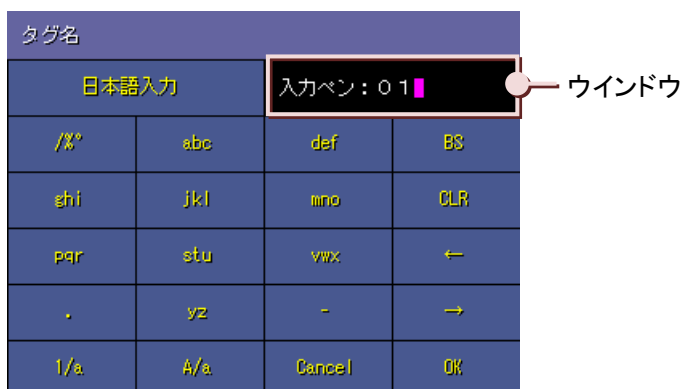 タグ名
日本語入力 入力ペン：０１ ウインドウ
/%° abc def BS
ghi jkl mno CLR
pqr stu vwx ←
. yz - →
1/a A/a Cancel OK